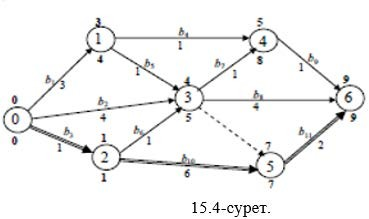 3
1
4
b₄
1
5
4
8
b₁
3
b₅
1
b₇
1
b₉
1
0
0
0
b₂
4
4
3
5
b₈
4
9
6
9
b₃
1
1
2
1
b₆
1
b₁₀
6
7
5
7
b₁₁
2
15.4-сурет.